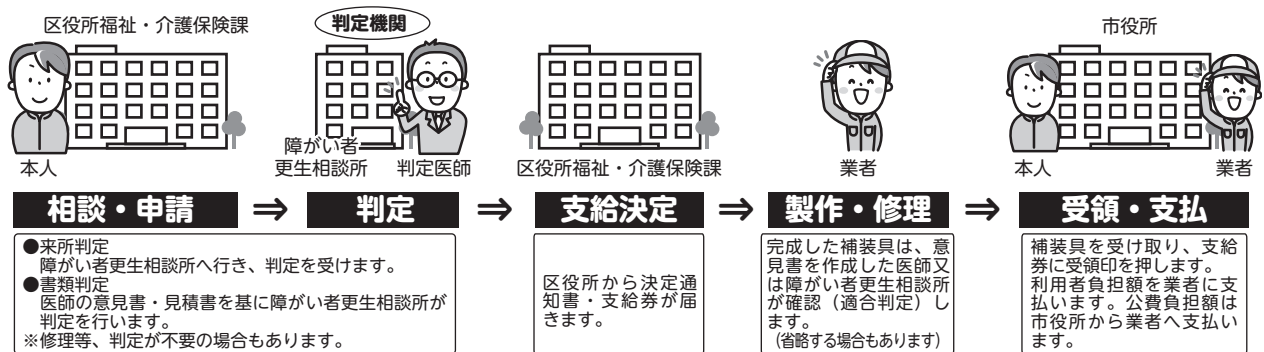 区役所福祉・介護保険課
判定機関
市役所
障がい者
更生相談所
判定医師
本人
区役所福祉・介護保険課
業者
本人
業者
相談・申請 ⇒ 判定 ⇒ 支給決定 ⇒ 製作・修理 ⇒ 受領・支払
●来所判定
障がい者更生相談所へ行き、判定を受けます。
●書類判定
医師の意見書・見積書を基に障がい者更生相談所が
判定を行います。
※修理等、判定が不要の場合もあります。
区役所から決定通
知書・支給券が届
きます。
完成した補装具は、意
見書を作成した医師又
は障がい者更生相談所
が確認（適合判定）し
ます。
（省略する場合もあります）
補装具を受け取り、支給
券に受領印を押します。
利用者負担額を業者に支
払います。公費負担額は
市役所から業者へ支払い
ます。